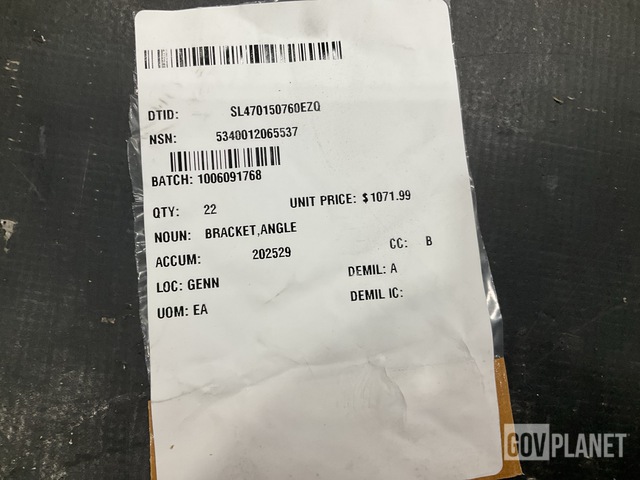 DTID: SL470150760EZQ
NSN: 5340012065537
BATCH: 1006091768
QTY: 22 UNIT PRICE: $1071.99
NOUN: BRACKET,ANGLE
ACCUM: 202529 CC: B
LOC: GENN DEMIL: A
UOM: EA DEMIL IC:
GOVPLANET